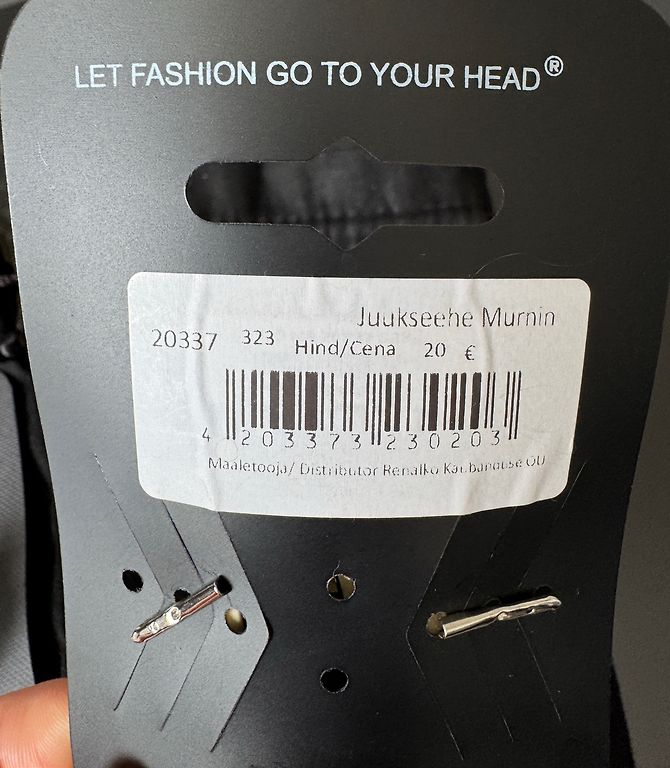 LET FASHION GO TO YOUR HEAD®
Juukseehe Murnin
20337 323 Hind/Cena 20 €
4 203373 230203
Maaletooja/ Distributor Renalko Kaubanduse OÜ